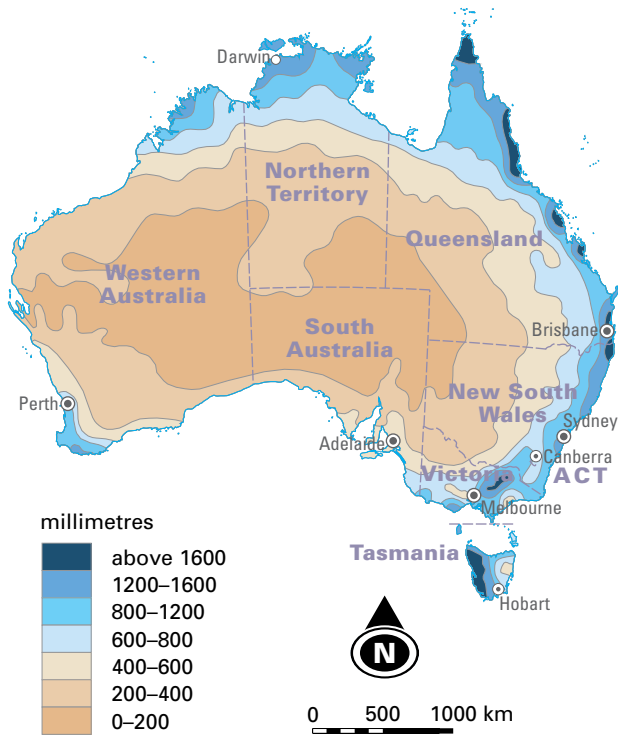 Darwin
Northern
Territory
Queensland
Western
Australia
South
Australia
Brisbane
New South
Wales
Perth
Sydney
Adelaide
Canberra
Victoria
ACT
Melbourne
Tasmania
Hobart
millimetres
above 1600
1200–1600
800–1200
600–800
400–600
200–400
0–200
N
0 500 1000 km